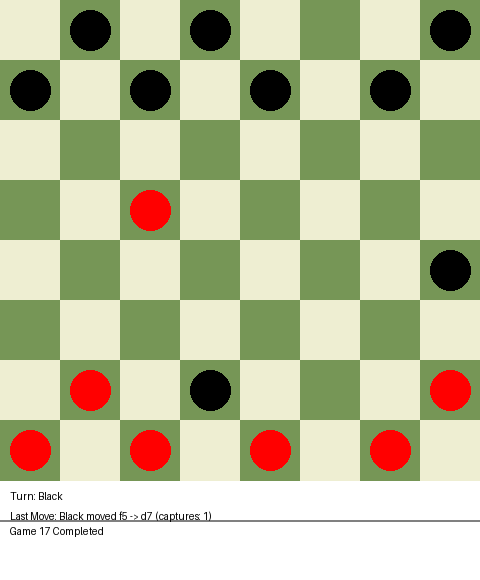 Turn: Black
Last Move: Black moved f5 -> d7 (captures: 1)
Game 17 Completed